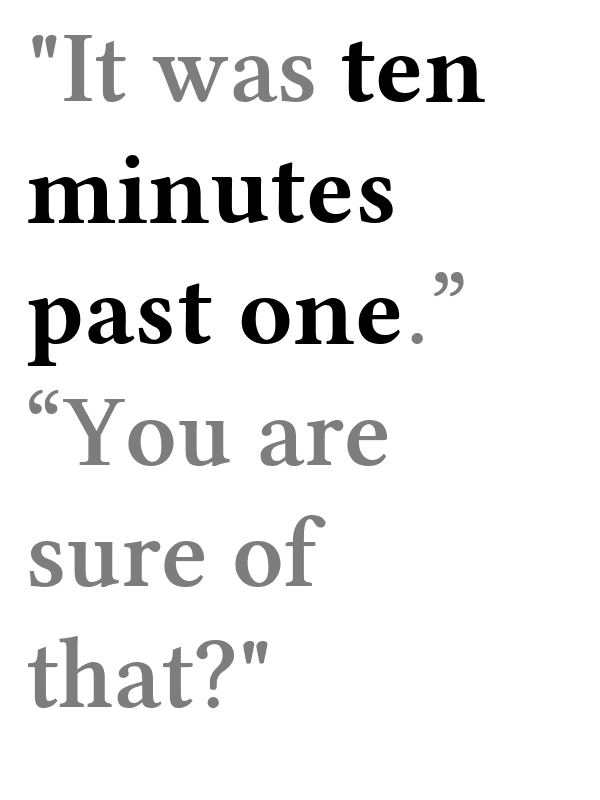 "It was ten
minutes
past one.”
“You are
sure of
that?"